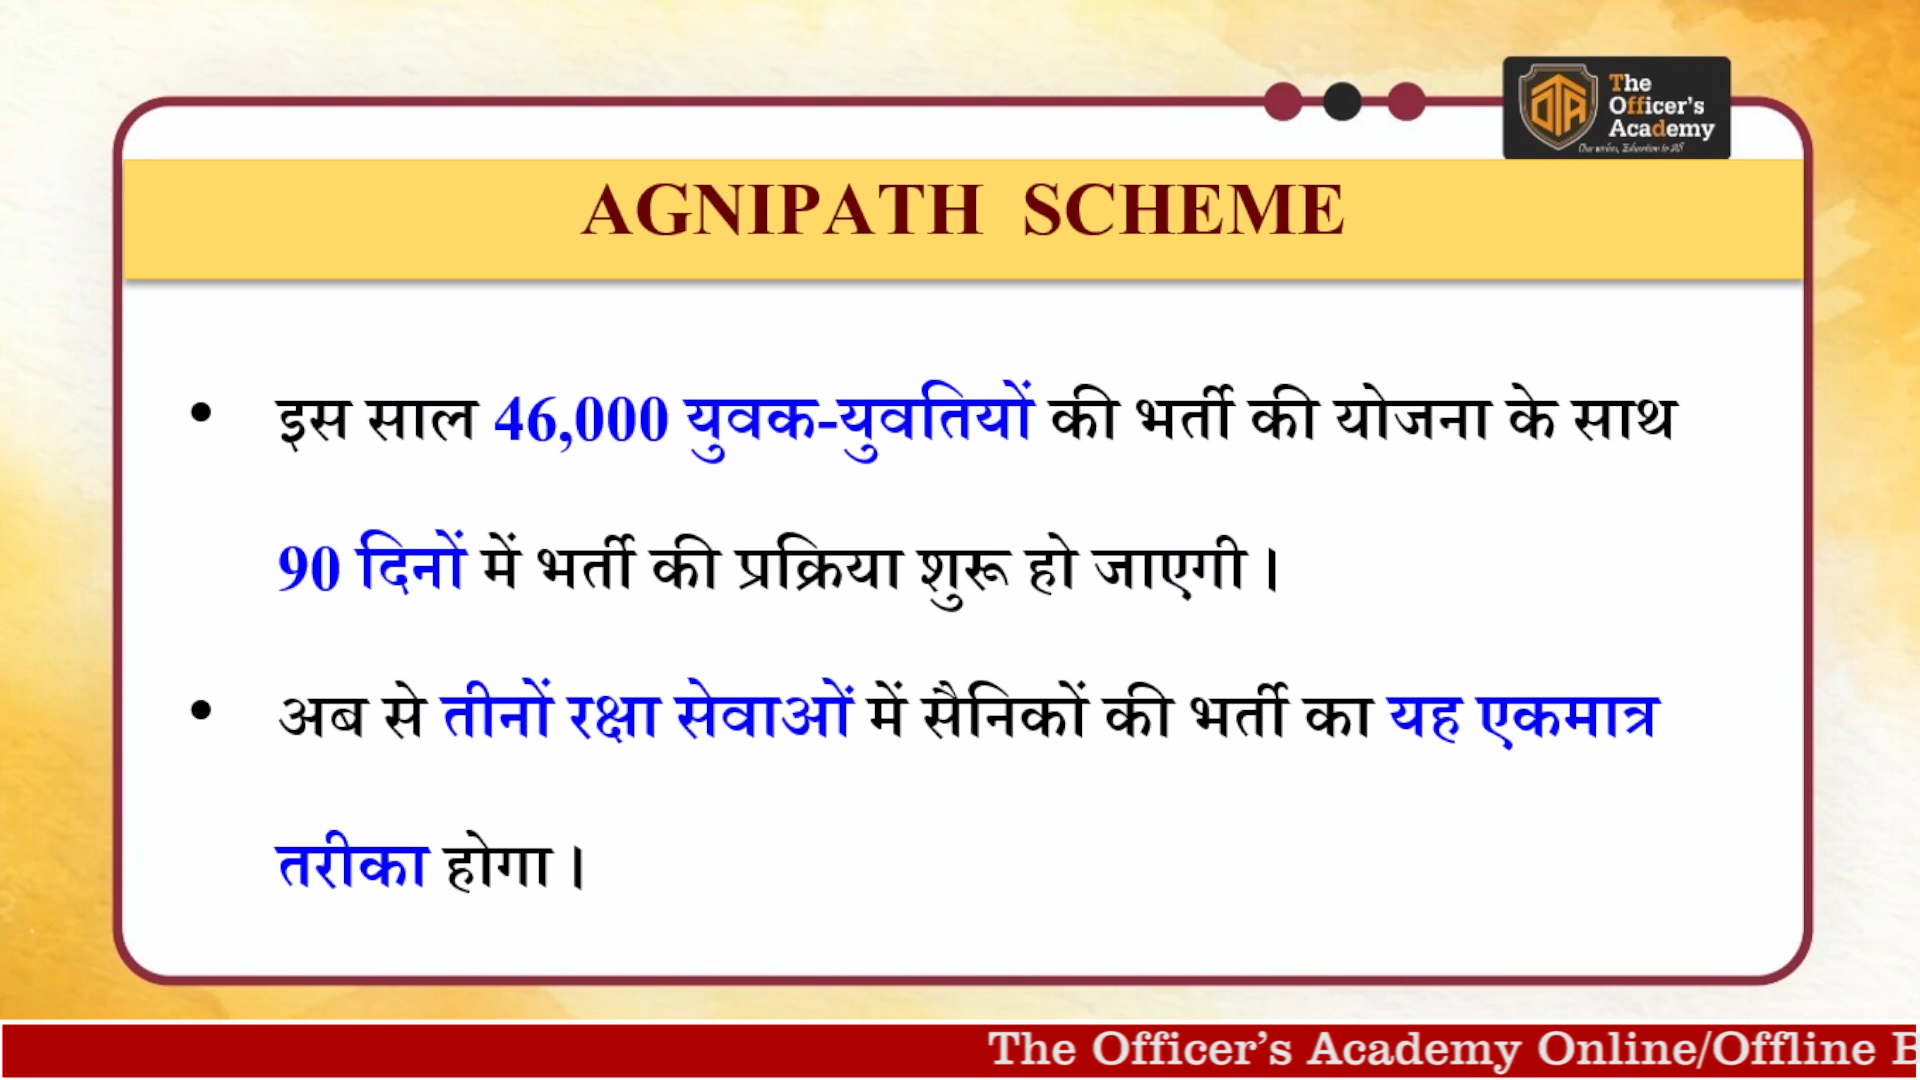 The
Officer's
Academy
AGNIPATH SCHEME
• इस साल 46,000 युवक-युवतियों की भर्ती की योजना के साथ
90 दिनों में भर्ती की प्रक्रिया शुरू हो जाएगी।
• अब से तीनों रक्षा सेवाओं में सैनिकों की भर्ती का यह एकमात्र
तरीका होगा।
The Officer's Academy Online/Offline